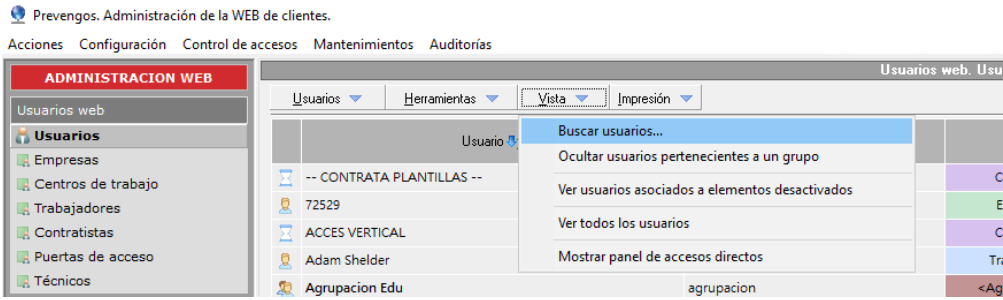 Prevengos. Administración de la WEB de clientes.
Acciones Configuración Control de accesos Mantenimientos Auditorías
ADMINISTRACION WEB
Usuarios web
Usuarios
Empresas
Centros de trabajo
Trabajadores
Contratistas
Puertas de acceso
Técnicos
Usuarios web. Usu
Usuarios Herramientas Vista Impresión
Buscar usuarios...
Ocultar usuarios pertenecientes a un grupo
Ver usuarios asociados a elementos desactivados
Ver todos los usuarios
Mostrar panel de accesos directos
Usuario
-- CONTRATA PLANTILLAS -- C
72529 E
ACCES VERTICAL C
Adam Shelder Tra
Agrupacion Edu agrupacion <Ag